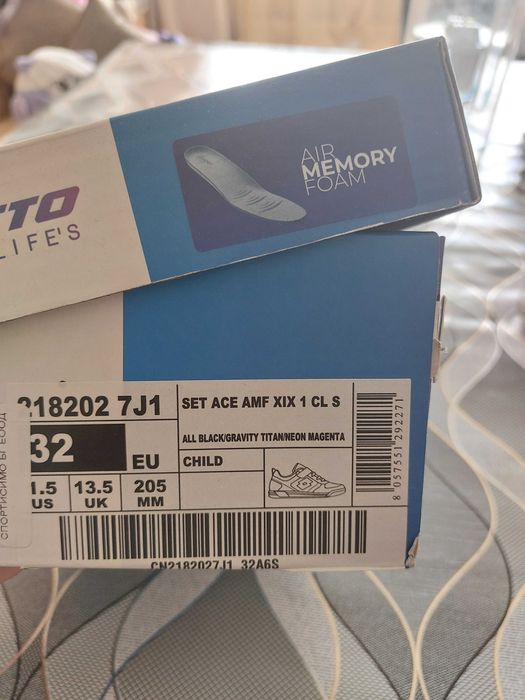 AIR
MEMORY
FOAM
TTO
LIFE'S
218202 7J1
SET ACE AMF XIX 1 CL S
ALL BLACK/GRAVITY TITAN/NEON MAGENTA
32 EU
CHILD
1.5 13.5 205
US UK MM
8 057551 292271
CN2182027J1 32A6S
СПОРТИСИМО БГ ЕООД